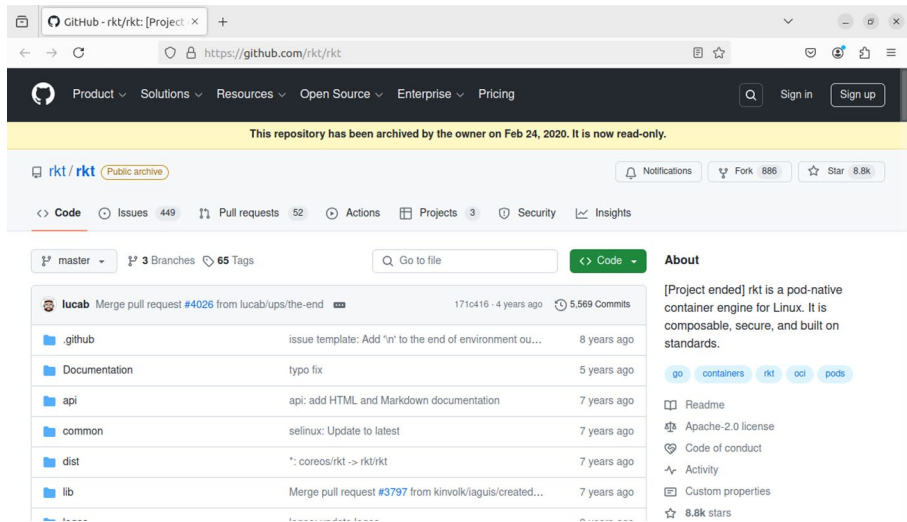 GitHub - rkt/rkt: [Project
https://github.com/rkt/rkt
Product Solutions Resources Open Source Enterprise Pricing Sign in Sign up
This repository has been archived by the owner on Feb 24, 2020. It is now read-only.
rkt / rkt Public archive Notifications Fork 886 Star 8.8k
Code Issues 449 Pull requests 52 Actions Projects 3 Security Insights
master 3 Branches 65 Tags Go to file Code
About
lucab Merge pull request #4026 from lucab/ups/the-end 171c416 · 4 years ago 5,569 Commits
.github issue template: Add '\n' to the end of environment ou... 8 years ago
Documentation typo fix 5 years ago
api api: add HTML and Markdown documentation 7 years ago
common selinux: Update to latest 7 years ago
dist *: coreos/rkt -> rkt/rkt 7 years ago
lib Merge pull request #3797 from kinvolk/iaguis/created... 7 years ago
[Project ended] rkt is a pod-native
container engine for Linux. It is
composable, secure, and built on
standards.
go containers rkt oci pods
Readme
Apache-2.0 license
Code of conduct
Activity
Custom properties
8.8k stars